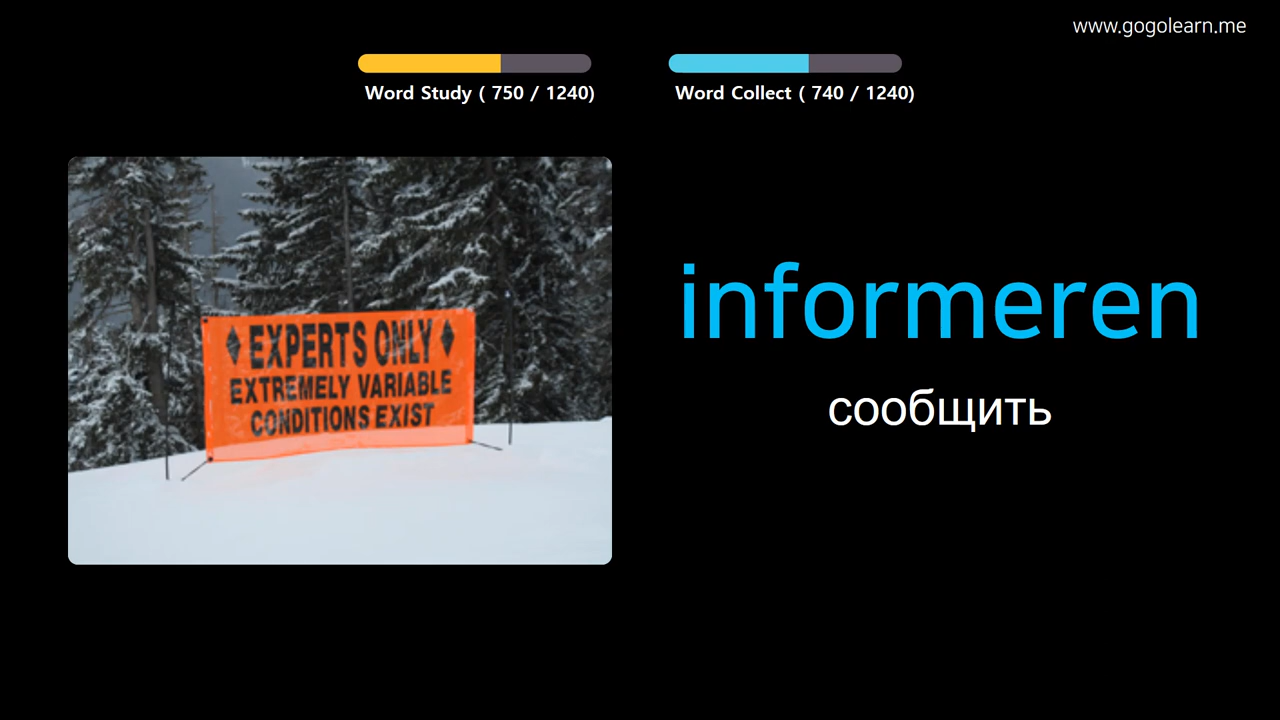 www.gogolearn.me
Word Study ( 750 / 1240)
Word Collect ( 740 / 1240)
EXPERTS ONLY
EXTREMELY VARIABLE
CONDITIONS EXIST
informeren
сообщить